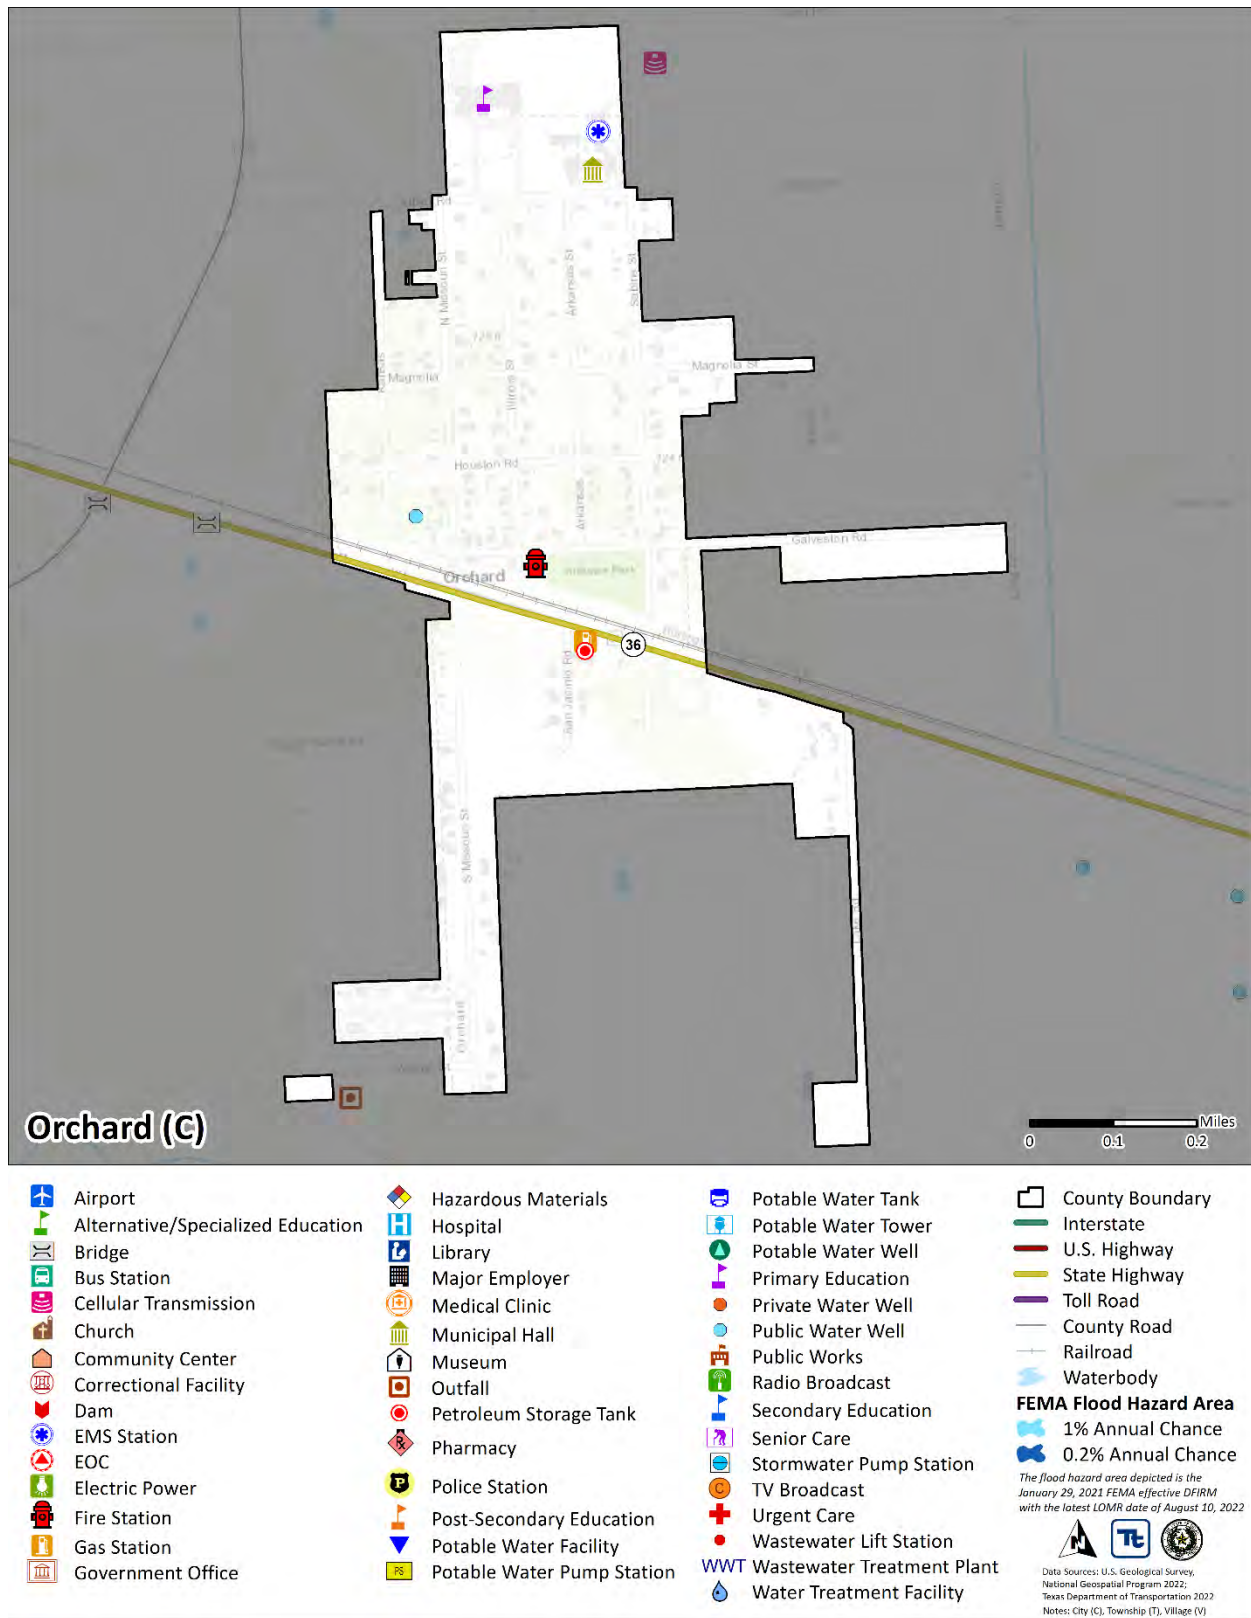 N Missouri St
Arkansas St
Sabine St
Magnolia St
Kansas
Magnolia
Illinois St
Houston Rd
Arkansas
Galveston Rd
Orchard
36
San Jacinto Rd
S Missouri St
Orchard
Orchard (C)
Miles
0 0.1 0.2
Airport
Alternative/Specialized Education
Bridge
Bus Station
Cellular Transmission
Church
Community Center
Correctional Facility
Dam
EMS Station
EOC
Electric Power
Fire Station
Gas Station
Government Office
Hazardous Materials
H Hospital
Library
Major Employer
Medical Clinic
Municipal Hall
Museum
Outfall
Petroleum Storage Tank
Rx Pharmacy
P Police Station
Post-Secondary Education
Potable Water Facility
PS Potable Water Pump Station
Potable Water Tank
Potable Water Tower
Potable Water Well
Primary Education
Private Water Well
Public Water Well
Public Works
Radio Broadcast
Secondary Education
Senior Care
Stormwater Pump Station
C TV Broadcast
Urgent Care
Wastewater Lift Station
WWT Wastewater Treatment Plant
Water Treatment Facility
County Boundary
Interstate
U.S. Highway
State Highway
Toll Road
County Road
Railroad
Waterbody
FEMA Flood Hazard Area
1% Annual Chance
0.2% Annual Chance
The flood hazard area depicted is the
January 29, 2021 FEMA effective DFIRM
with the latest LOMR date of August 10, 2022
N
Tt
Data Sources: U.S. Geological Survey,
National Geospatial Program 2022;
Texas Department of Transportation 2022
Notes: City (C), Township (T), Village (V)